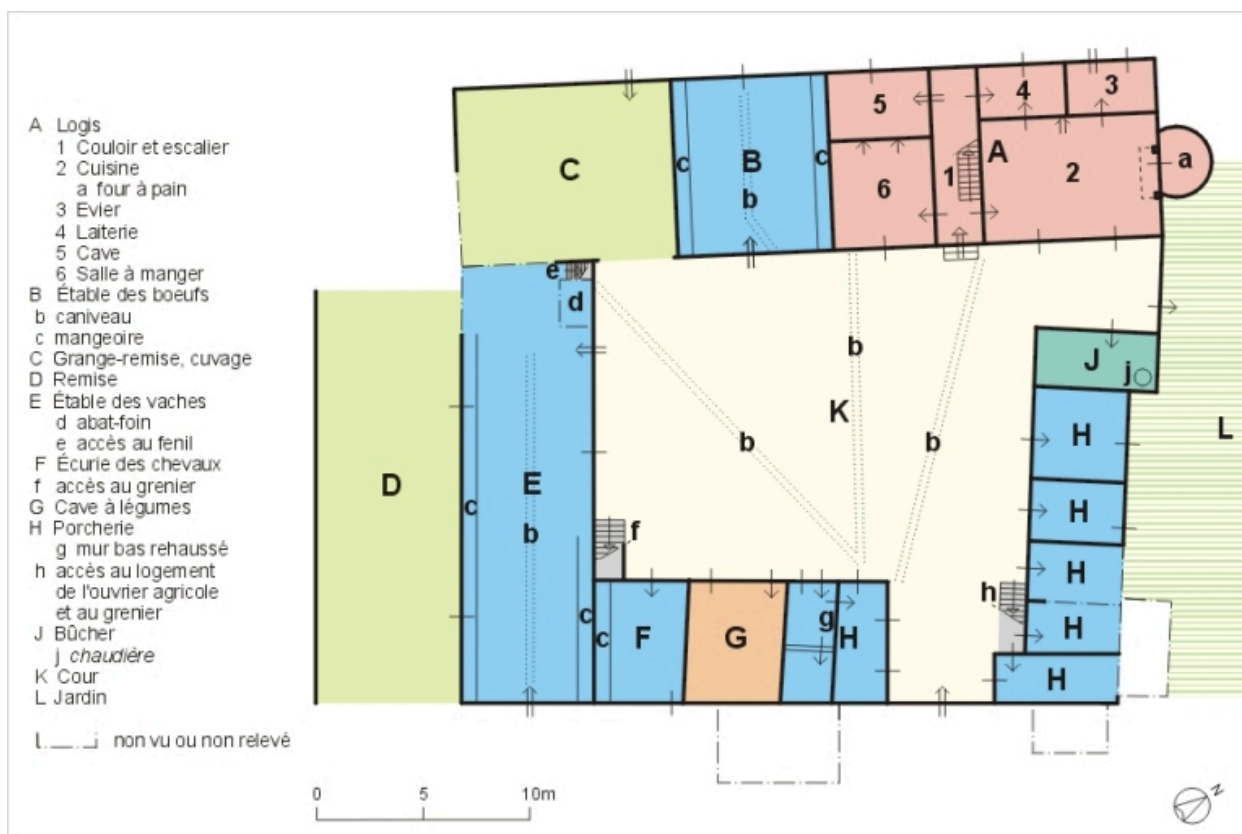 A Logis
1 Couloir et escalier
2 Cuisine
a four à pain
3 Evier
4 Laiterie
5 Cave
6 Salle à manger
B Étable des boeufs
b caniveau
c mangeoire
C Grange-remise, cuvage
D Remise
E Étable des vaches
d abat-foin
e accès au fenil
F Écurie des chevaux
f accès au grenier
G Cave à légumes
H Porcherie
g mur bas rehaussé
h accès au logement
de l'ouvrier agricole
et au grenier
J Bûcher
j chaudière
K Cour
L Jardin
non vu ou non relevé
0 5 10m
C
c
B
b
c
5
6
1
A
4
3
2
a
e
d
D
c
E
b
c
f
c
F
G
g
H
b
b
b
K
J
j
H
H
H
h
H
H
L
N